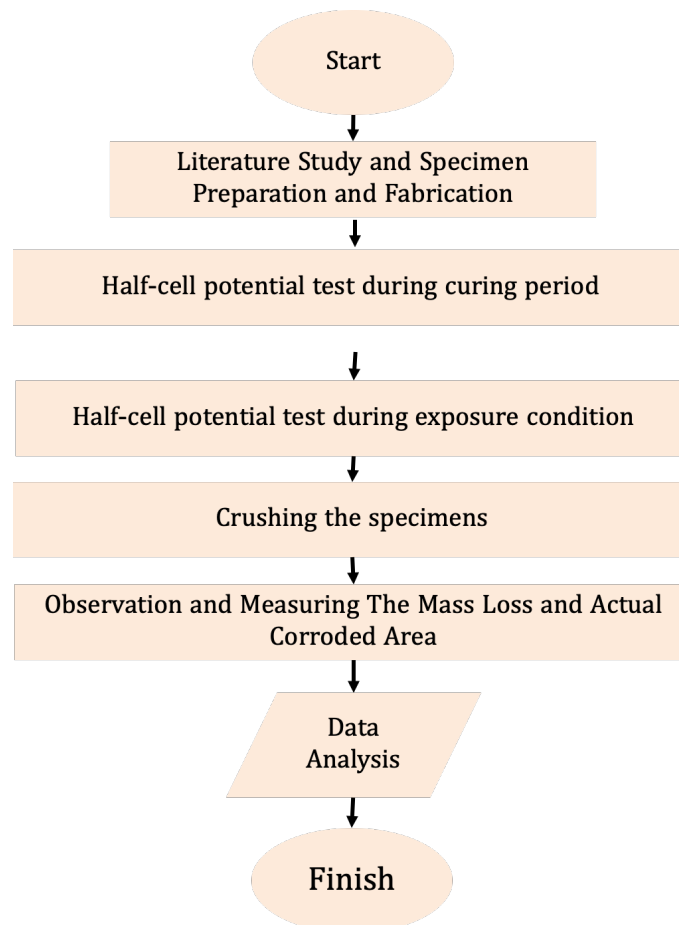 Start
Literature Study and Specimen
Preparation and Fabrication
Half-cell potential test during curing period
Half-cell potential test during exposure condition
Crushing the specimens
Observation and Measuring The Mass Loss and Actual
Corroded Area
Data
Analysis
Finish